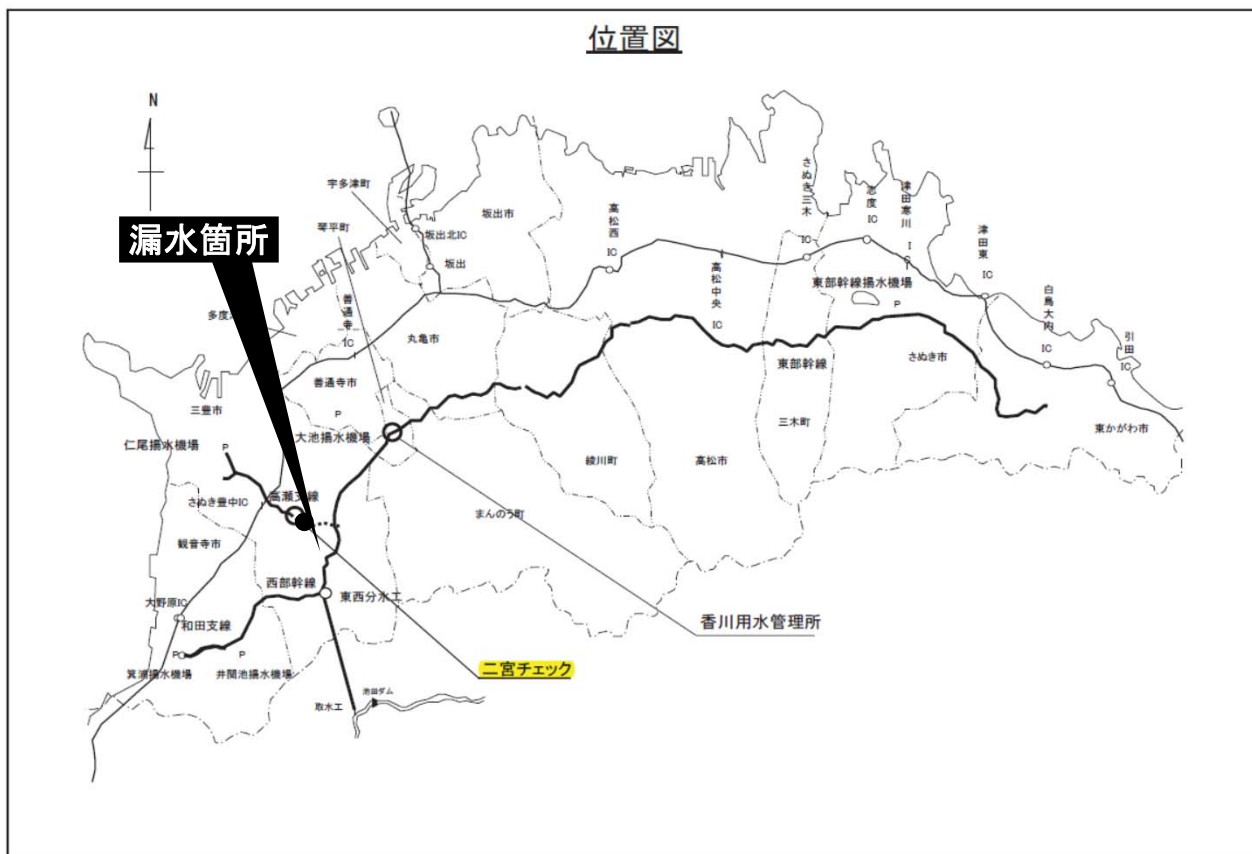 位置図
N
漏水箇所
宇多津町
琴平町
坂出市
坂出北IC
坂出
高松西IC
さぬき三木IC
志度IC
津田寒川IC
津田東IC
白鳥大内IC
引田IC
高松中央IC
東部幹線揚水機場
P
多度
善通寺IC
丸亀市
善通寺市
P
東部幹線
さぬき市
三豊市
大池揚水機場
三木町
東かがわ市
仁尾揚水機場
P
綾川町
高松市
さぬき豊中IC
高瀬支線
まんのう町
観音寺市
西部幹線
東西分水工
大野原IC
和田支線
香川用水管理所
P
P
箕浦揚水機場
井関池揚水機場
二宮チェック
池田ダム
取水工